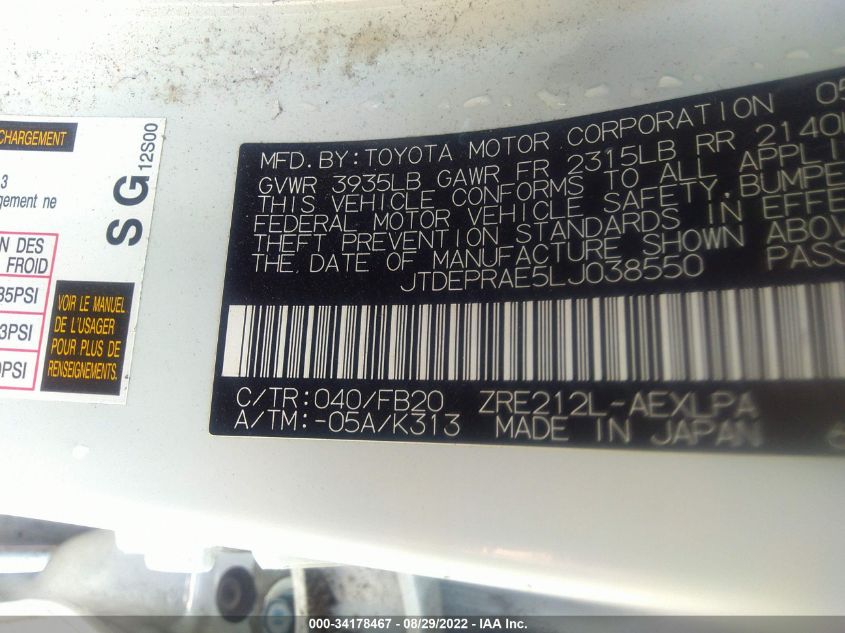 CHARGEMENT
3
gement ne
N DES
FROID
35PSI
3PSI
PSI
SG
12S00
VOIR LE MANUEL
DE L'USAGER
POUR PLUS DE
RENSEIGNEMENTS.
MFD. BY: TOYOTA MOTOR CORPORATION 05
GVWR 3935LB GAWR FR 2315LB RR 2140
THIS VEHICLE CONFORMS TO ALL APPLI
FEDERAL MOTOR VEHICLE SAFETY, BUMPE
THEFT PREVENTION STANDARDS IN EFFE
THE DATE OF MANUFACTURE SHOWN ABOV
JTDEPRAE5LJ038550 PASS
C/TR:040/FB20 ZRE212L-AEXLPA
A/TM:-05A/K313 MADE IN JAPAN
000-34178467 - 08/29/2022 - IAA Inc.